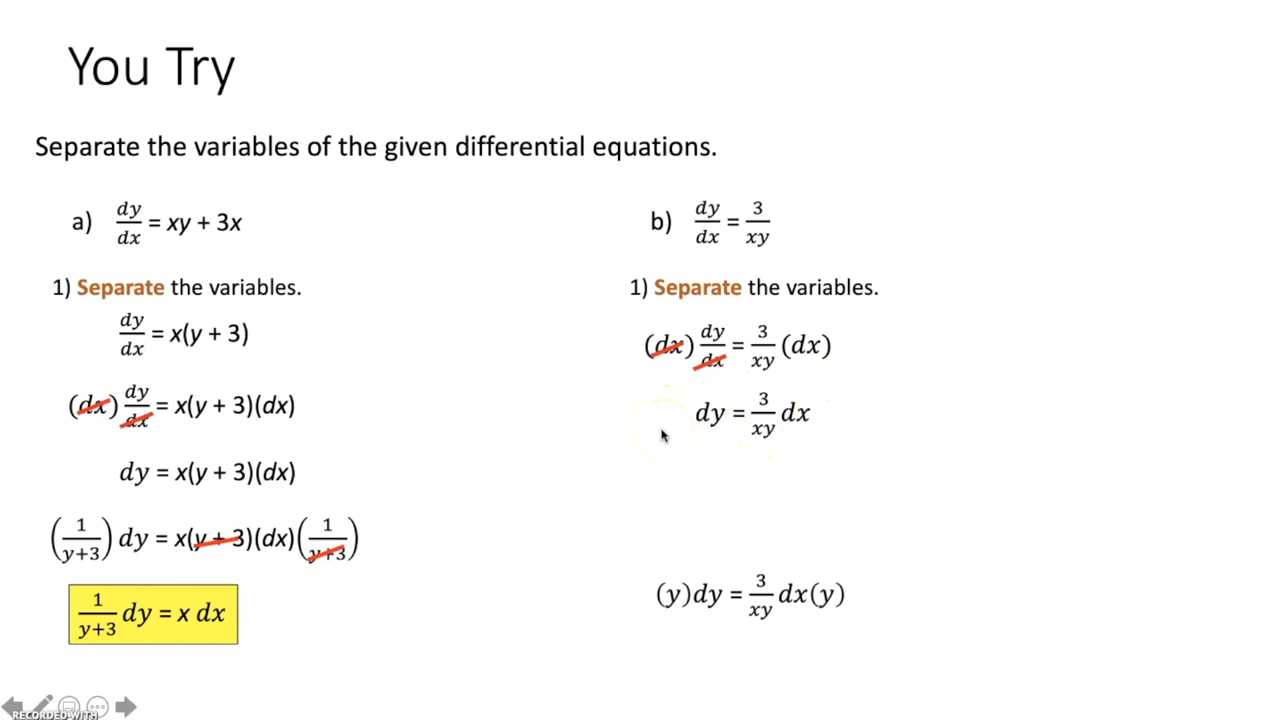 You Try
Separate the variables of the given differential equations.
a) dy/dx = xy + 3x
1) Separate the variables.
dy/dx = x(y + 3)
(dx) dy/dx = x(y + 3)(dx)
dy = x(y + 3)(dx)
(1/y+3) dy = x(y + 3)(dx)(1/y+3)
1/y+3 dy = x dx
b) dy/dx = 3/xy
1) Separate the variables.
(dx) dy/dx = 3/xy (dx)
dy = 3/xy dx
(y)dy = 3/xy dx(y)
RECORDED WITH